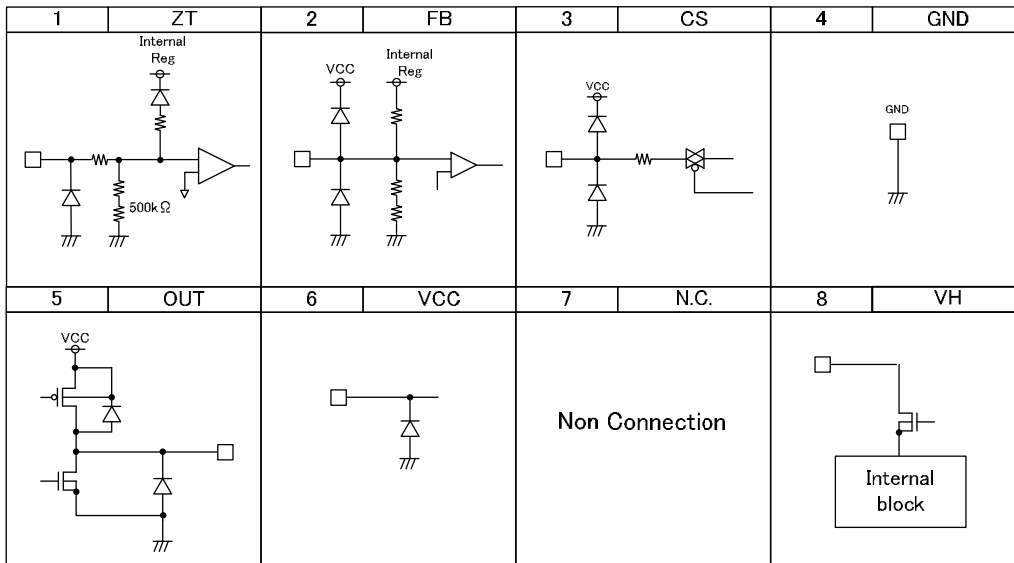 1 ZT
Internal
Reg
500kΩ
2 FB
VCC
Internal
Reg
3 CS
VCC
4 GND
GND
5 OUT
VCC
6 VCC
7 N.C.
Non Connection
8 VH
Internal
block